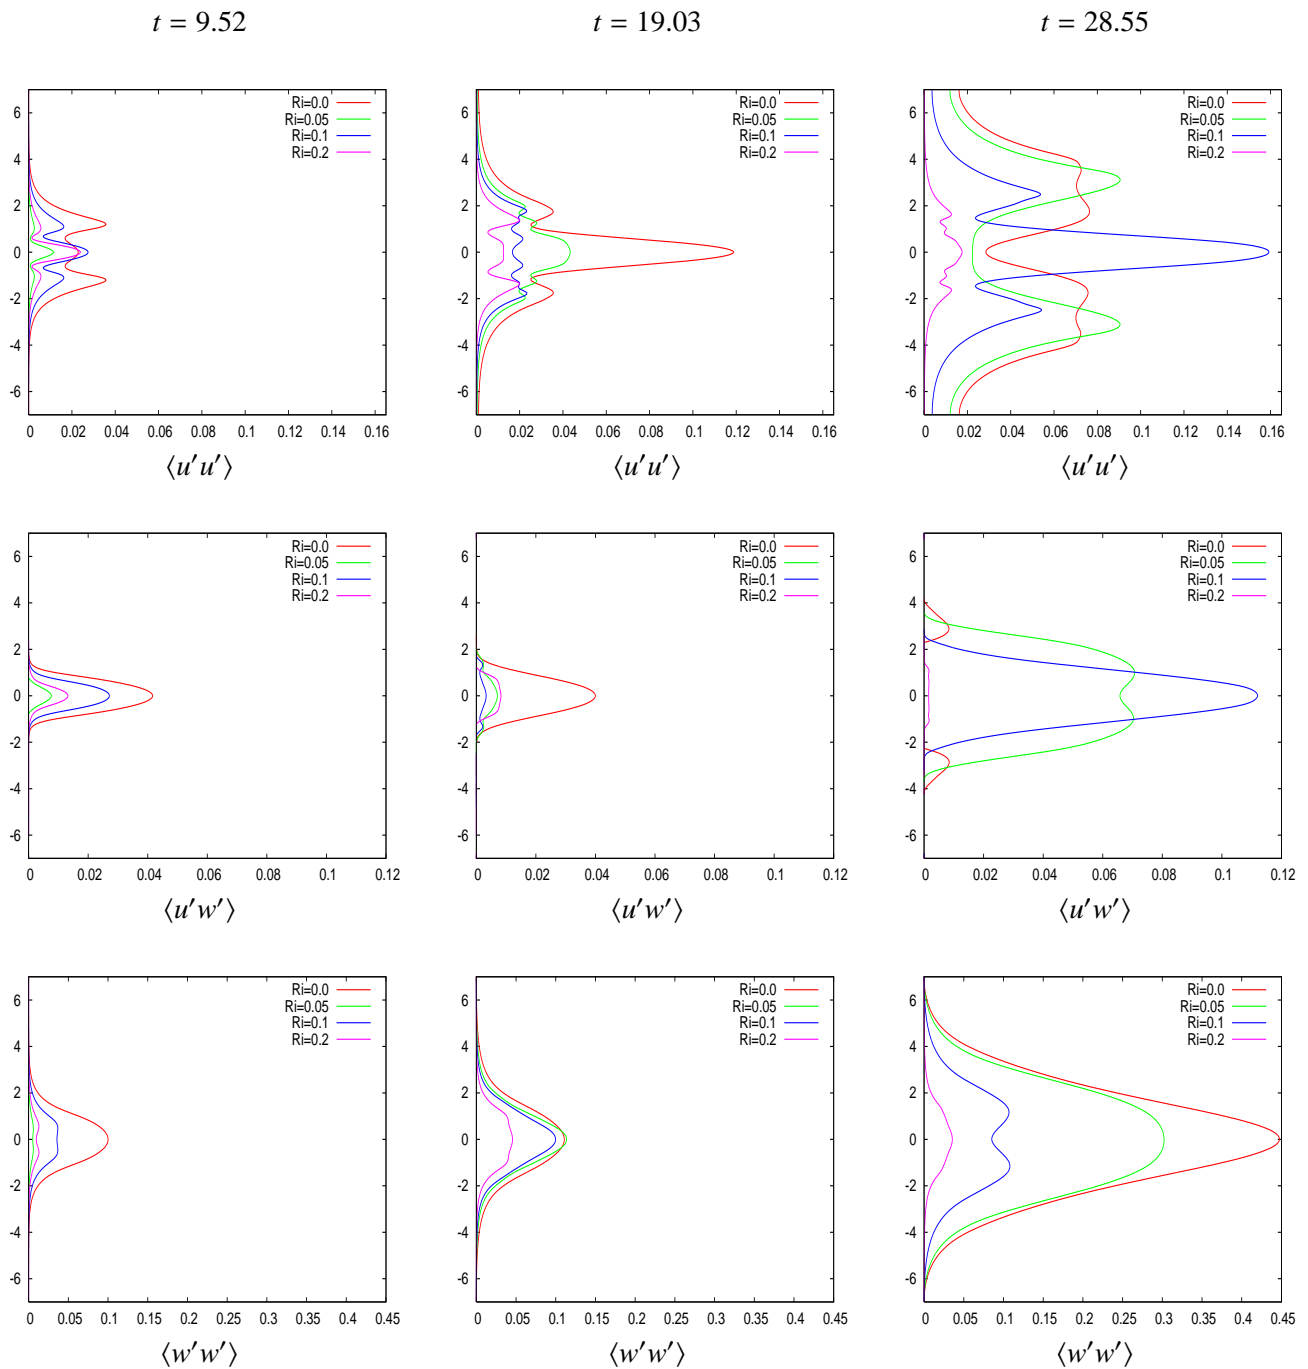 t = 9.52 t = 19.03 t = 28.55
Ri=0.0 Ri=0.0 Ri=0.0
Ri=0.05 Ri=0.05 Ri=0.05
Ri=0.1 Ri=0.1 Ri=0.1
Ri=0.2 Ri=0.2 Ri=0.2
6 6 6
4 4 4
2 2 2
0 0 0
-2 -2 -2
-4 -4 -4
-6 -6 -6
0 0.02 0.04 0.06 0.08 0.1 0.12 0.14 0.16 0 0.02 0.04 0.06 0.08 0.1 0.12 0.14 0.16 0 0.02 0.04 0.06 0.08 0.1 0.12 0.14 0.16
⟨u′u′⟩ ⟨u′u′⟩ ⟨u′u′⟩
Ri=0.0 Ri=0.0 Ri=0.0
Ri=0.05 Ri=0.05 Ri=0.05
Ri=0.1 Ri=0.1 Ri=0.1
Ri=0.2 Ri=0.2 Ri=0.2
6 6 6
4 4 4
2 2 2
0 0 0
-2 -2 -2
-4 -4 -4
-6 -6 -6
0 0.02 0.04 0.06 0.08 0.1 0.12 0 0.02 0.04 0.06 0.08 0.1 0.12 0 0.02 0.04 0.06 0.08 0.1 0.12
⟨u′w′⟩ ⟨u′w′⟩ ⟨u′w′⟩
Ri=0.0 Ri=0.0 Ri=0.0
Ri=0.05 Ri=0.05 Ri=0.05
Ri=0.1 Ri=0.1 Ri=0.1
Ri=0.2 Ri=0.2 Ri=0.2
6 6 6
4 4 4
2 2 2
0 0 0
-2 -2 -2
-4 -4 -4
-6 -6 -6
0 0.05 0.1 0.15 0.2 0.25 0.3 0.35 0.4 0.45 0 0.05 0.1 0.15 0.2 0.25 0.3 0.35 0.4 0.45 0 0.05 0.1 0.15 0.2 0.25 0.3 0.35 0.4 0.45
⟨w′w′⟩ ⟨w′w′⟩ ⟨w′w′⟩